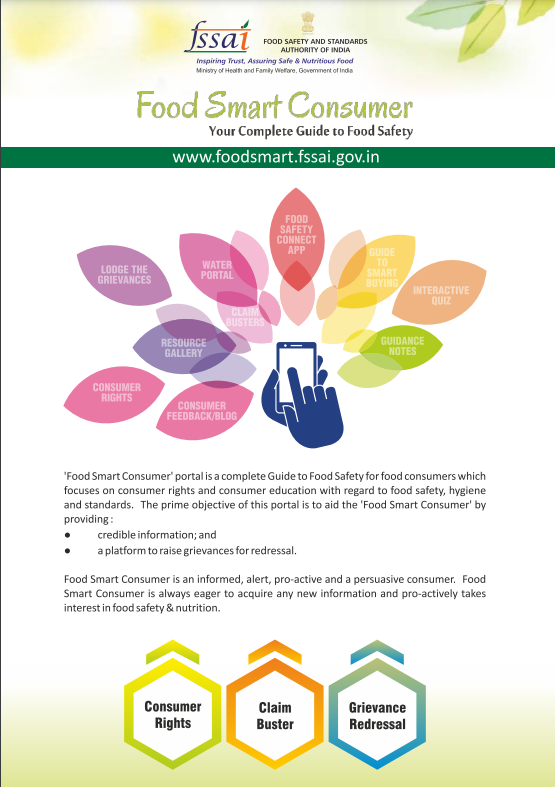 fssai
FOOD SAFETY AND STANDARDS
AUTHORITY OF INDIA
Inspiring Trust, Assuring Safe & Nutritious Food
Ministry of Health and Family Welfare, Government of India
Food Smart Consumer
Your Complete Guide to Food Safety
www.foodsmart.fssai.gov.in
FOOD
SAFETY
CONNECT
APP
LODGE THE
GRIEVANCES
WATER
PORTAL
GUIDE
TO
SMART
BUYING
INTERACTIVE
QUIZ
CLAIM
BUSTERS
RESOURCE
GALLERY
GUIDANCE
NOTES
CONSUMER
RIGHTS
CONSUMER
FEEDBACK/BLOG
'Food Smart Consumer' portal is a complete Guide to Food Safety for food consumers which
focuses on consumer rights and consumer education with regard to food safety, hygiene
and standards. The prime objective of this portal is to aid the 'Food Smart Consumer' by
providing :
● credible information; and
● a platform to raise grievances for redressal.
Food Smart Consumer is an informed, alert, pro-active and a persuasive consumer. Food
Smart Consumer is always eager to acquire any new information and pro-actively takes
interest in food safety & nutrition.
Consumer
Rights
Claim
Buster
Grievance
Redressal